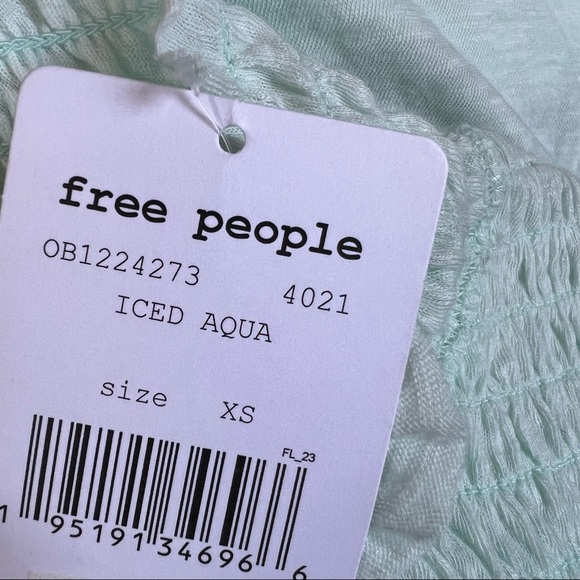 free people
OB1224273 4021
ICED AQUA
size XS
FL_23
1 95191 34696 6